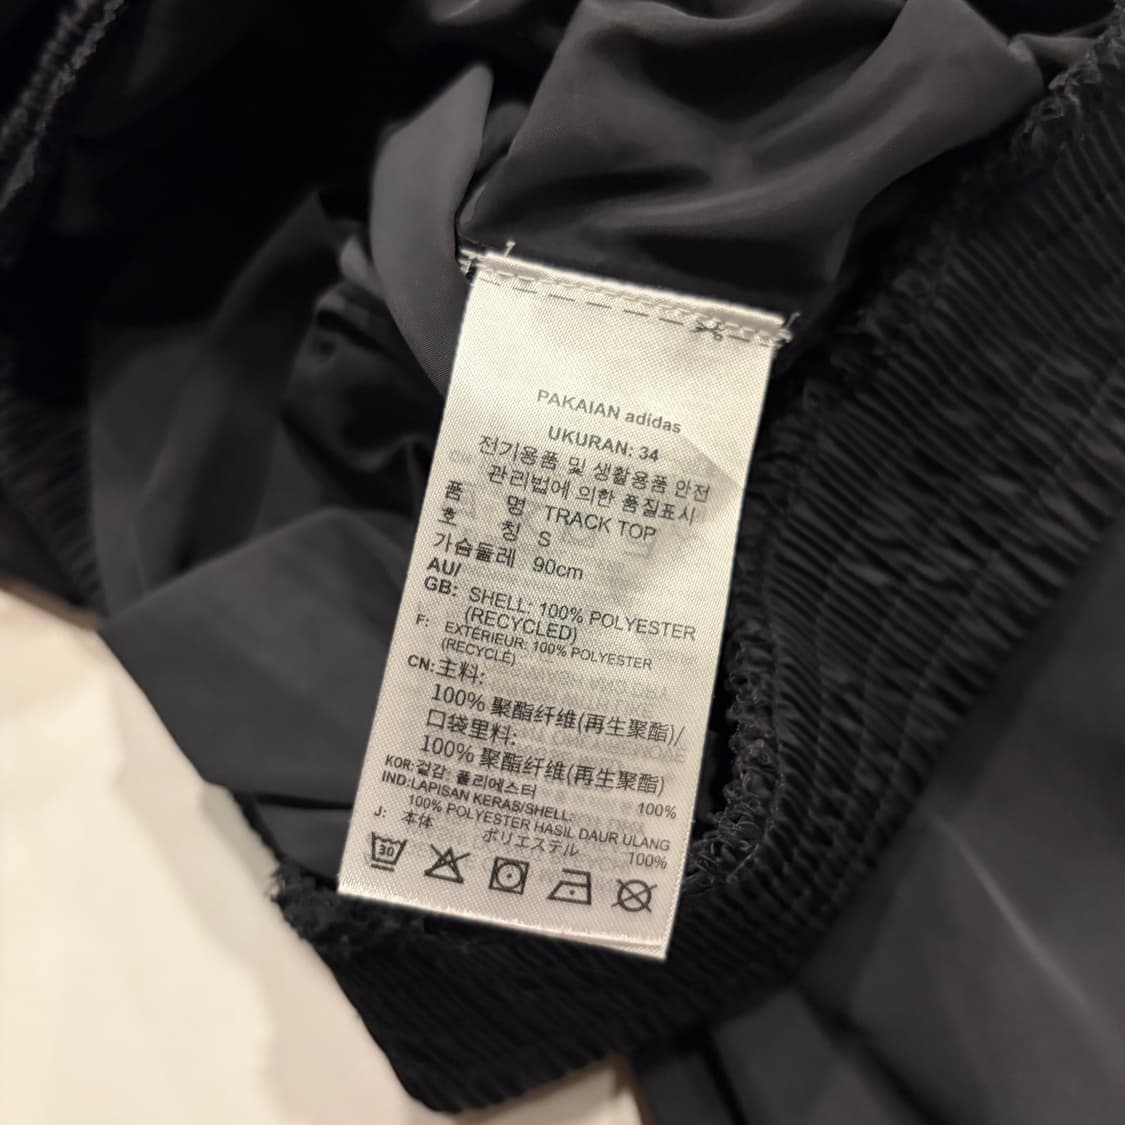 PAKAIAN adidas
UKURAN: 34
전기용품 및 생활용품 안전
관리법에 의한 품질표시
품 명 TRACK TOP
호 칭 S
가슴둘레 90cm
AU/
GB: SHELL: 100% POLYESTER
(RECYCLED)
F: EXTÉRIEUR: 100% POLYESTER
(RECYCLÉ)
CN: 主料:
100% 聚酯纤维(再生聚酯)/
口袋里料:
100% 聚酯纤维(再生聚酯)
KOR: 겉감: 폴리에스터 100%
IND: LAPISAN KERAS/SHELL:
100% POLYESTER HASIL DAUR ULANG
J: 本体 ポリエステル 100%
30